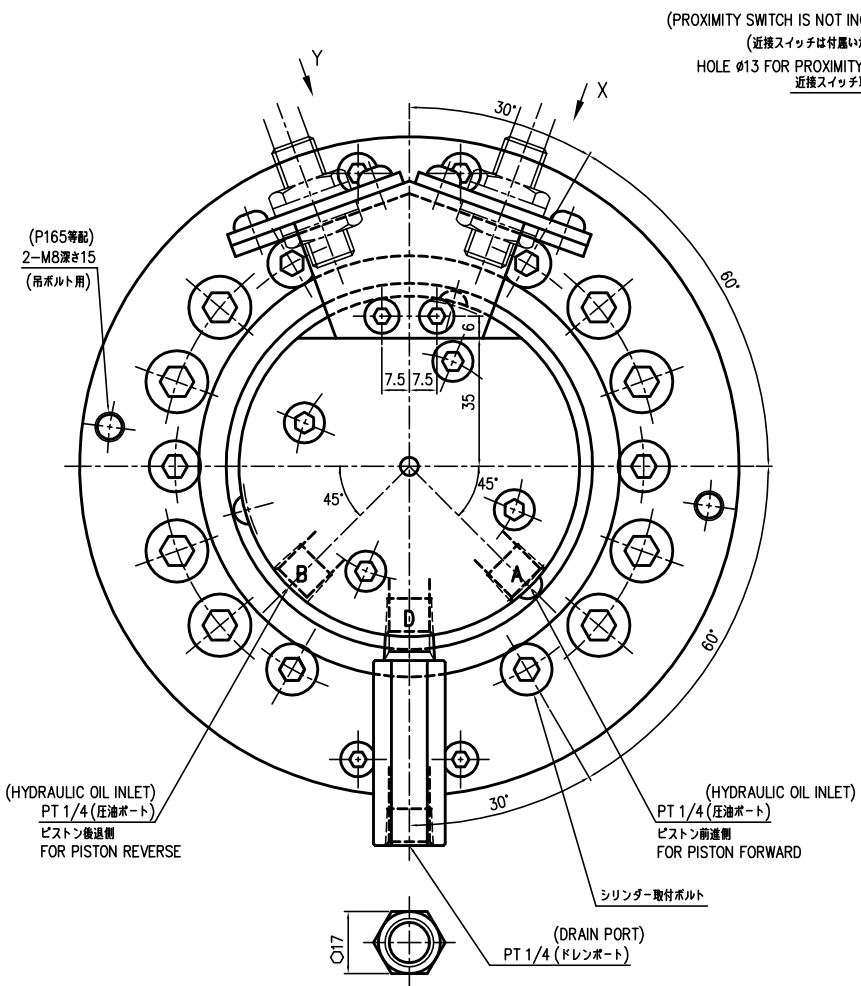 (PROXIMITY SWITCH IS NOT IN
(近接スイッチは付属い
HOLE ø13 FOR PROXIMITY
近接スイッチ
Y
X
30°
(P165等配)
2-M8深さ15
(吊ボルト用)
60°
6
7.5
7.5
35
45°
45°
B
A
D
60°
(HYDRAULIC OIL INLET)
PT 1/4 (圧油ポート)
ピストン後退側
FOR PISTON REVERSE
30°
(HYDRAULIC OIL INLET)
PT 1/4 (圧油ポート)
ピストン前進側
FOR PISTON FORWARD
シリンダー取付ボルト
17
(DRAIN PORT)
PT 1/4 (ドレンポート)